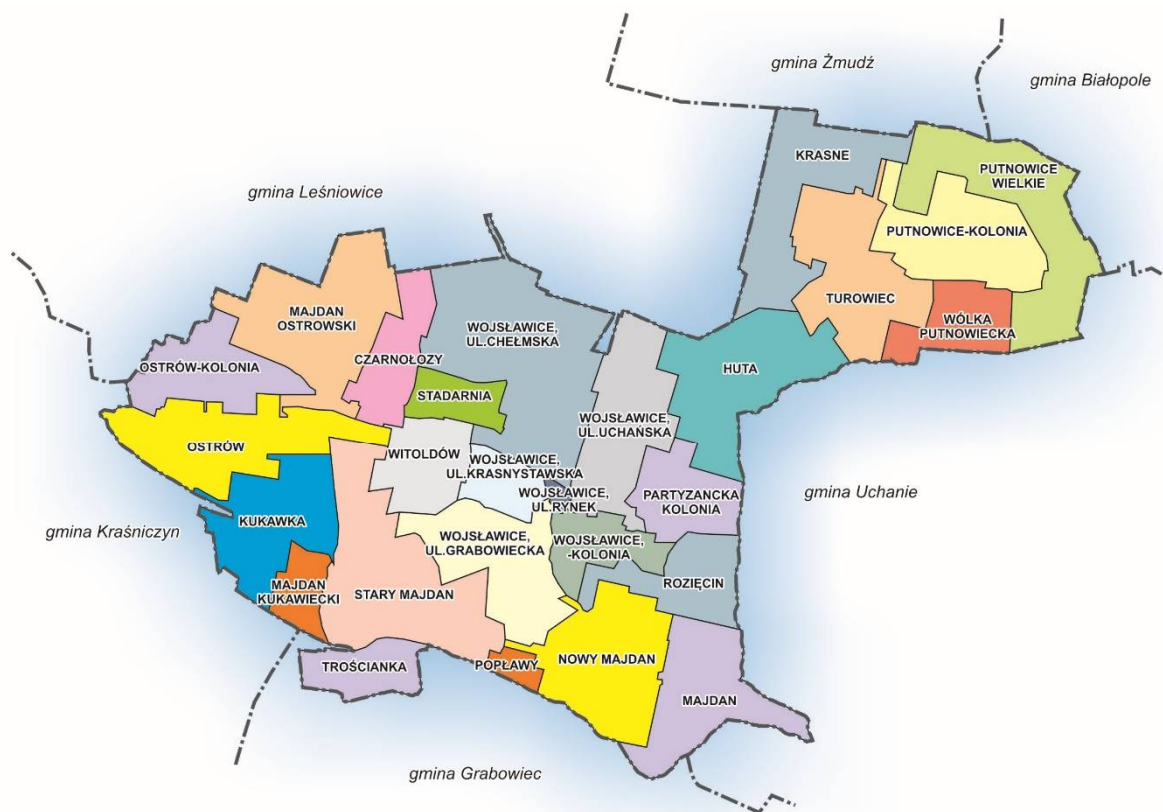 gmina Żmudź
gmina Białopole
KRASNE
PUTNOWICE
WIELKIE
gmina Leśniowice
PUTNOWICE-KOLONIA
TUROWIEC
MAJDAN
OSTROWSKI
WOJSŁAWICE,
UL.CHEŁMSKA
WÓLKA
PUTNOWIECKA
CZARNOŁOZY
OSTRÓW-KOLONIA
HUTA
STADARNIA
WOJSŁAWICE,
UL.UCHAŃSKA
OSTRÓW
WITOLDÓW
WOJSŁAWICE,
UL.KRASNYSTAWSKA
WOJSŁAWICE,
UL.RYNEK
PARTYZANCKA
KOLONIA
gmina Uchanie
KUKAWKA
gmina Kraśniczyn
WOJSŁAWICE,
UL.GRABOWIECKA
WOJSŁAWICE,
-KOLONIA
MAJDAN
KUKAWIECKI
STARY MAJDAN
ROZIĘCIN
TROŚCIANKA
POPŁAWY
NOWY MAJDAN
MAJDAN
gmina Grabowiec